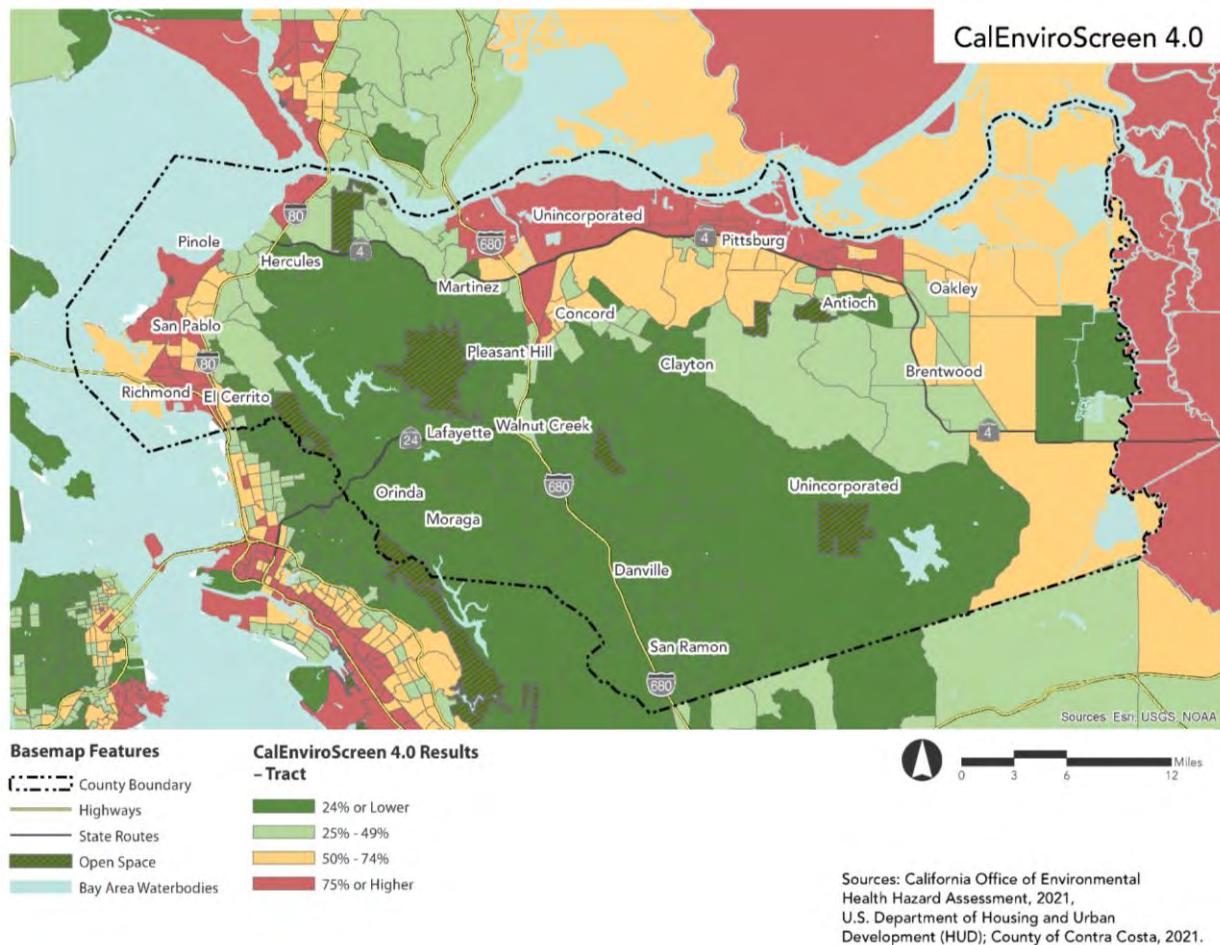 CalEnviroScreen 4.0
80
Unincorporated
Pinole
680
4
Pittsburg
Hercules
4
Martinez
Oakley
Antioch
San Pablo
Concord
80
Pleasant Hill
Clayton
Brentwood
Richmond
El Cerrito
Walnut Creek
Lafayette
24
4
680
Unincorporated
Orinda
Moraga
Danville
San Ramon
680
Sources: Esri, USGS, NOAA
Basemap Features
County Boundary
Highways
State Routes
Open Space
Bay Area Waterbodies
CalEnviroScreen 4.0 Results
– Tract
24% or Lower
25% - 49%
50% - 74%
75% or Higher
Miles
0 3 6 12
Sources: California Office of Environmental
Health Hazard Assessment, 2021,
U.S. Department of Housing and Urban
Development (HUD); County of Contra Costa, 2021.